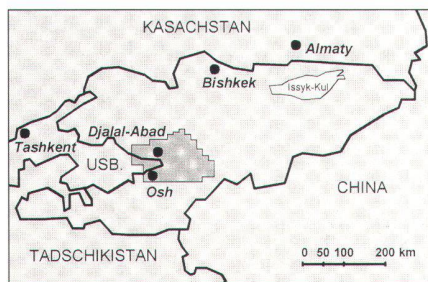 KASACHSTAN
Almaty
Bishkek
Issyk-Kul
Djalal-Abad
Tashkent
USB.
Osh
CHINA
TADSCHIKISTAN
0 50 100 200 km